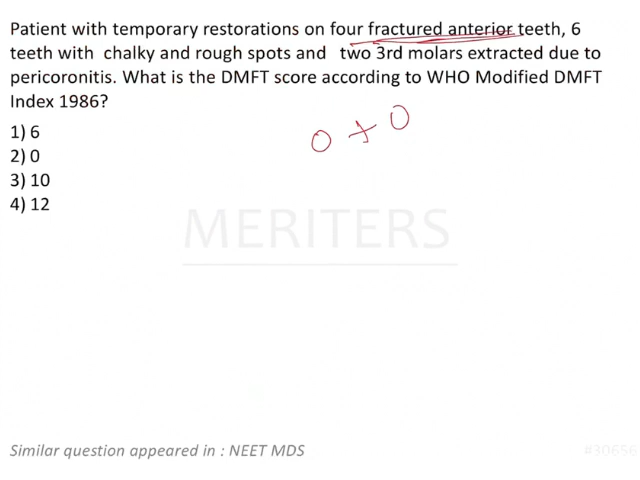 Patient with temporary restorations on four fractured anterior teeth, 6
teeth with chalky and rough spots and two 3rd molars extracted due to
pericoronitis. What is the DMFT score according to WHO Modified DMFT
Index 1986?
0 + 0
1) 6
2) 0
3) 10
4) 12
MERITERS
Similar question appeared in : NEET MDS
#30656